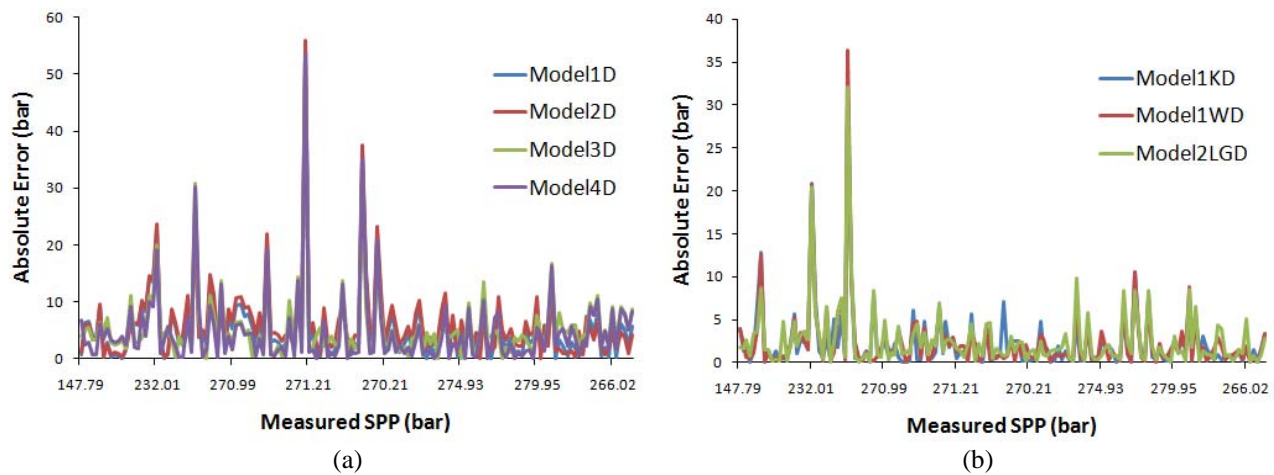 60
50
40
30
20
10
0
Absolute Error (bar)
Model1D
Model2D
Model3D
Model4D
147.79 232.01 270.99 271.21 270.21 274.93 279.95 266.02
Measured SPP (bar)
(a)
40
35
30
25
20
15
10
5
0
Absolute Error (bar)
Model1KD
Model1WD
Model2LGD
147.79 232.01 270.99 271.21 270.21 274.93 279.95 266.02
Measured SPP (bar)
(b)